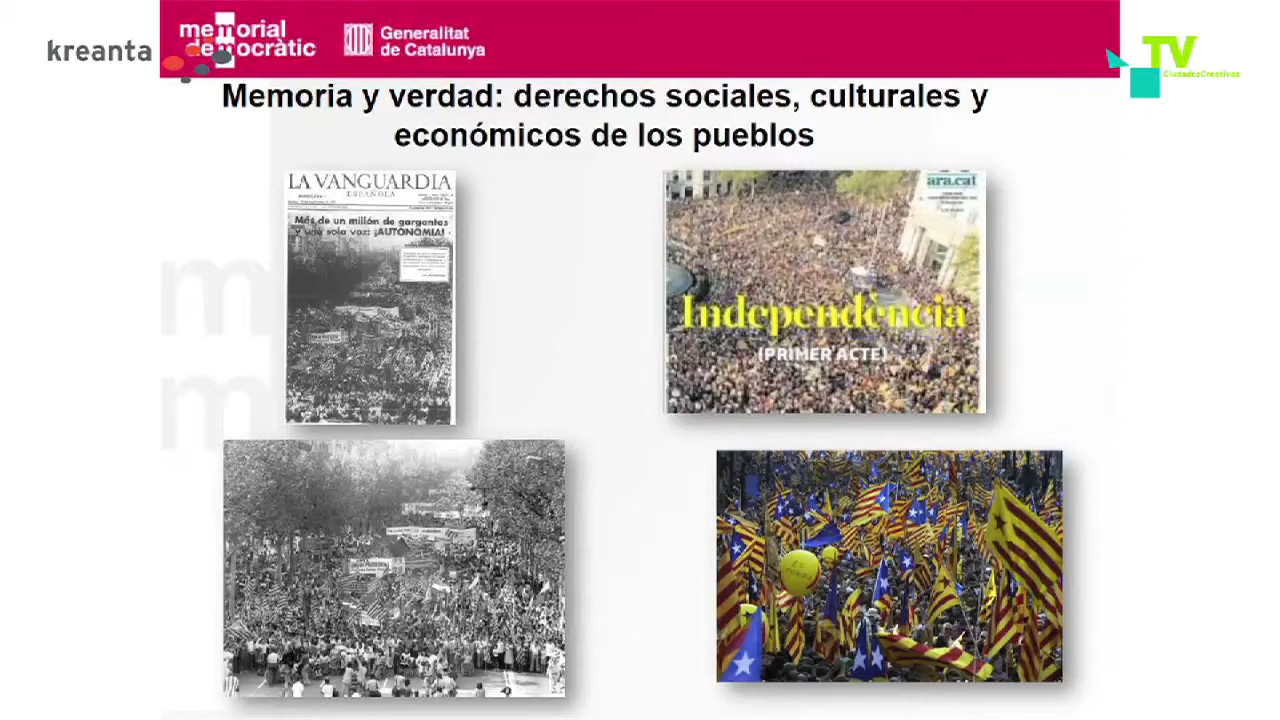 kreanta
memorial
democràtic
Generalitat
de Catalunya
TV
CiudadesCreativas
Memoria y verdad: derechos sociales, culturales y
económicos de los pueblos
LA VANGUARDIA
ESPAÑOLA
Más de un millón de gargantas
y una sola voz: ¡AUTONOMIA!
ara.cat
Independència
(PRIMER ACTE)